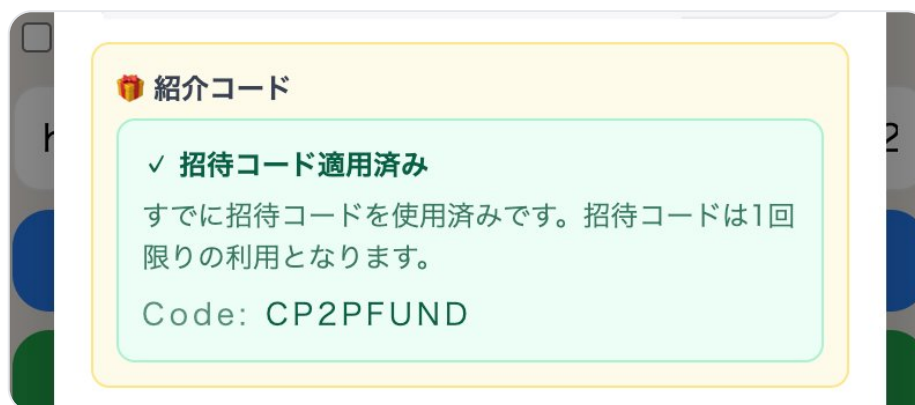 🎁 紹介コード
✓ 招待コード適用済み
すでに招待コードを使用済みです。招待コードは1回
限りの利用となります。
Code: CP2PFUND